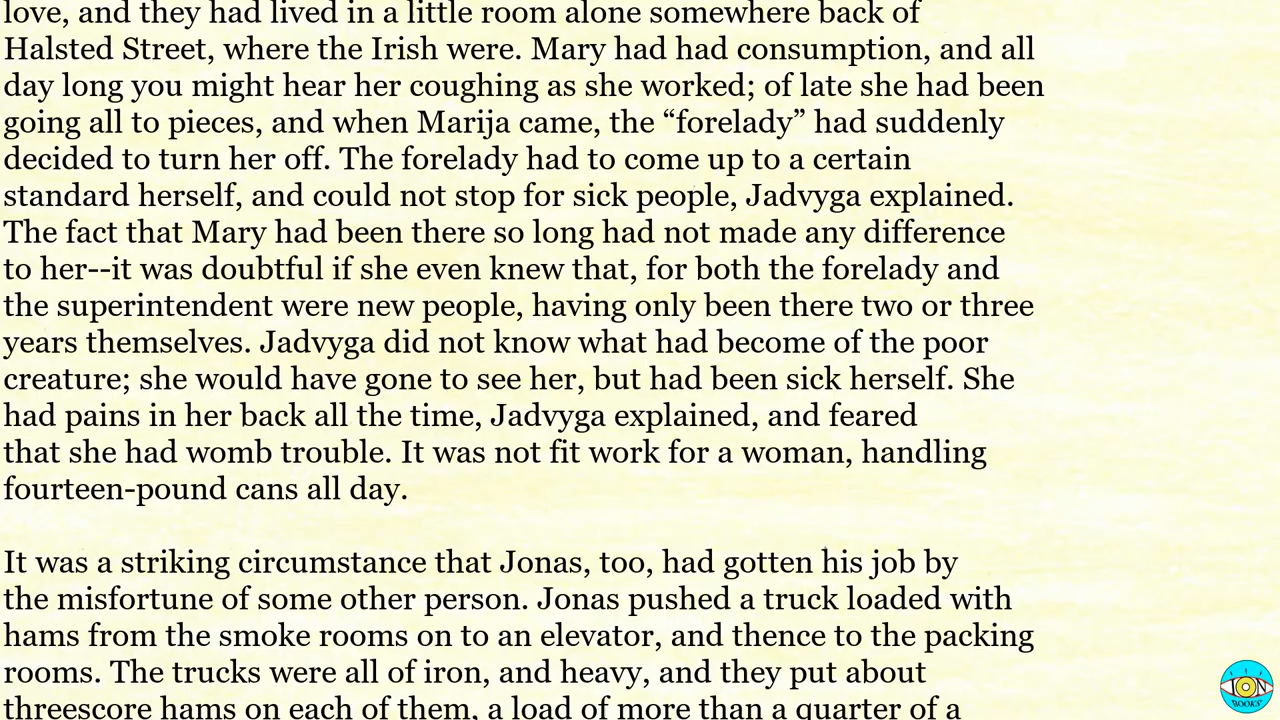 love, and they had lived in a little room alone somewhere back of
Halsted Street, where the Irish were. Mary had had consumption, and all
day long you might hear her coughing as she worked; of late she had been
going all to pieces, and when Marija came, the “forelady” had suddenly
decided to turn her off. The forelady had to come up to a certain
standard herself, and could not stop for sick people, Jadvyga explained.
The fact that Mary had been there so long had not made any difference
to her--it was doubtful if she even knew that, for both the forelady and
the superintendent were new people, having only been there two or three
years themselves. Jadvyga did not know what had become of the poor
creature; she would have gone to see her, but had been sick herself. She
had pains in her back all the time, Jadvyga explained, and feared
that she had womb trouble. It was not fit work for a woman, handling
fourteen-pound cans all day.

It was a striking circumstance that Jonas, too, had gotten his job by
the misfortune of some other person. Jonas pushed a truck loaded with
hams from the smoke rooms on to an elevator, and thence to the packing
rooms. The trucks were all of iron, and heavy, and they put about
threescore hams on each of them, a load of more than a quarter of a
ION
BOOKS